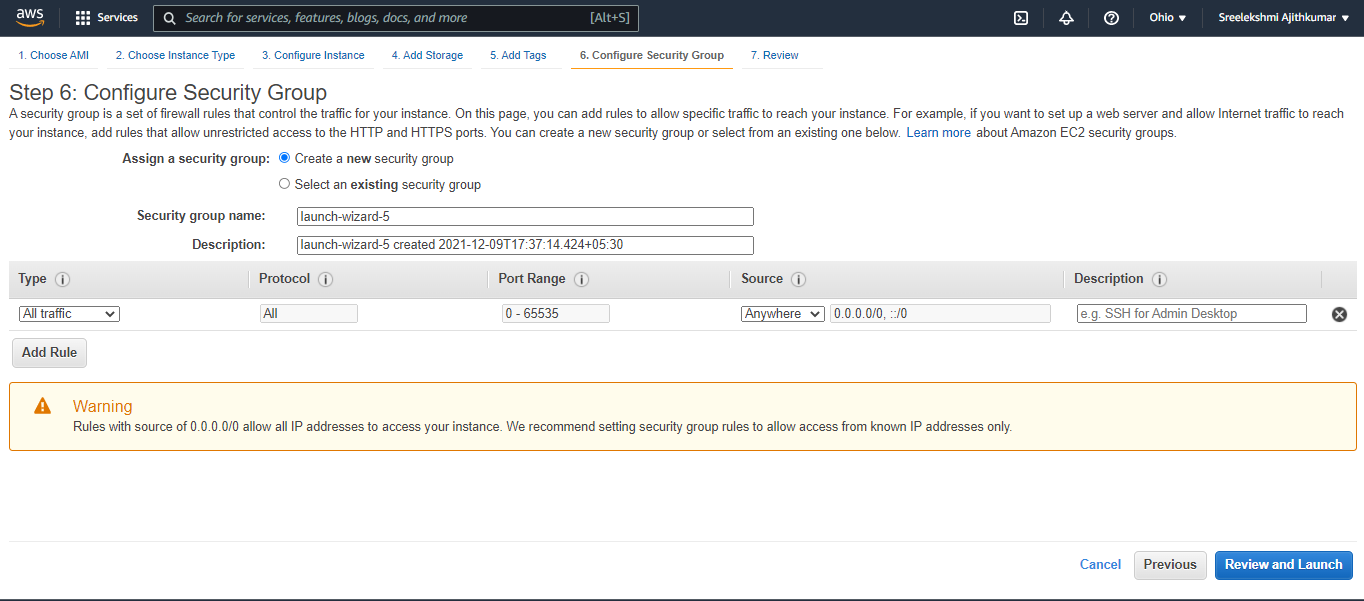 aws Services Search for services, features, blogs, docs, and more [Alt+S] Ohio Sreelekshmi Ajithkumar
1. Choose AMI 2. Choose Instance Type 3. Configure Instance 4. Add Storage 5. Add Tags 6. Configure Security Group 7. Review
Step 6: Configure Security Group
A security group is a set of firewall rules that control the traffic for your instance. On this page, you can add rules to allow specific traffic to reach your instance. For example, if you want to set up a web server and allow Internet traffic to reach
your instance, add rules that allow unrestricted access to the HTTP and HTTPS ports. You can create a new security group or select from an existing one below. Learn more about Amazon EC2 security groups.
Assign a security group: Create a new security group
Select an existing security group
Security group name: launch-wizard-5
Description: launch-wizard-5 created 2021-12-09T17:37:14.424+05:30
Type i Protocol i Port Range i Source i Description i
All traffic All 0 - 65535 Anywhere 0.0.0.0/0, ::/0 e.g. SSH for Admin Desktop
Add Rule
Warning
Rules with source of 0.0.0.0/0 allow all IP addresses to access your instance. We recommend setting security group rules to allow access from known IP addresses only.
Cancel Previous Review and Launch